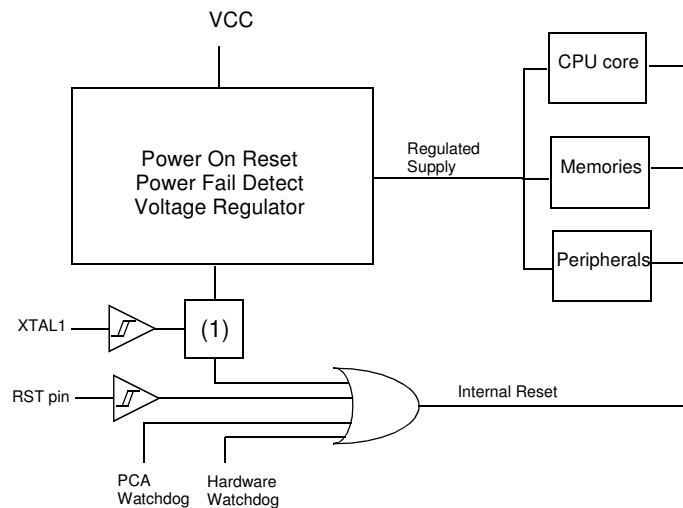 VCC
CPU core
Power On Reset
Power Fail Detect
Voltage Regulator
Regulated
Supply
Memories
Peripherals
XTAL1
(1)
RST pin
Internal Reset
PCA
Watchdog
Hardware
Watchdog